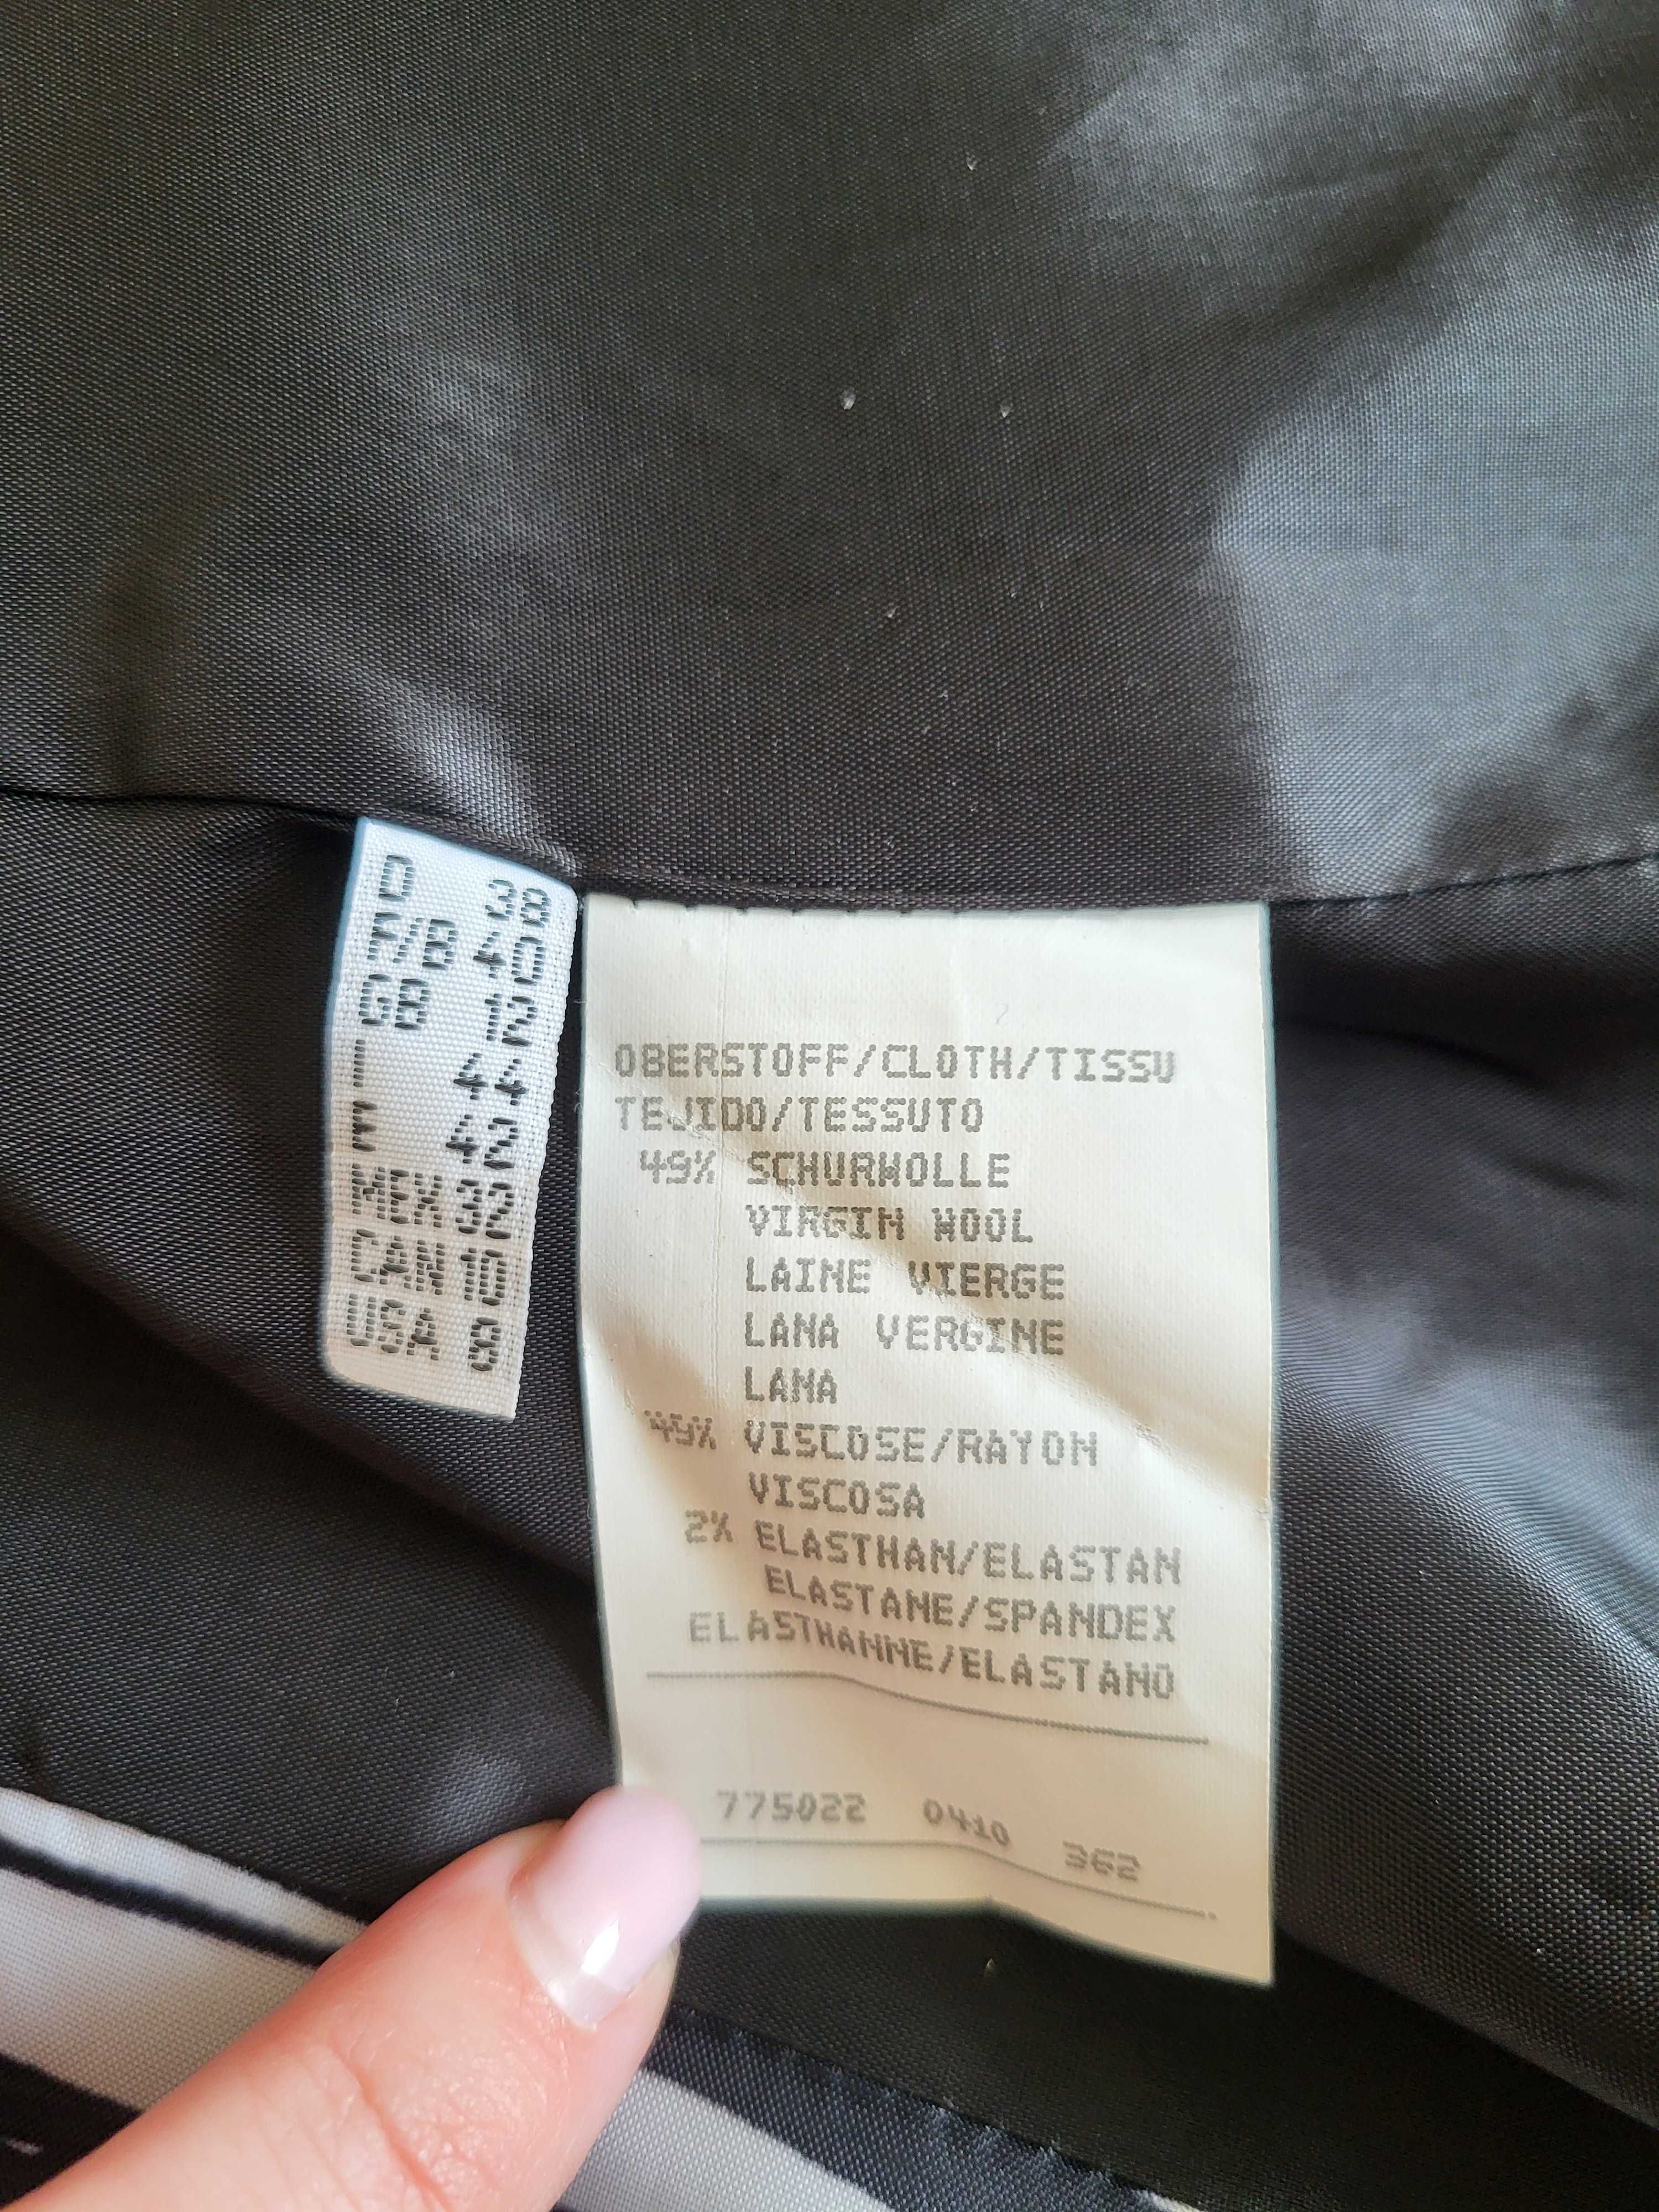 D 38
F/B 40
GB 12
I 44
E 42
MEX 32
CAN 10
USA 8
OBERSTOFF/CLOTH/TISSU
TEJIDO/TESSUTO
49% SCHURWOLLE
VIRGIN WOOL
LAINE VIERGE
LANA VERGINE
LANA
49% VISCOSE/RAYON
VISCOSA
2% ELASTHAN/ELASTAN
ELASTANE/SPANDEX
ELASTHANNE/ELASTANO
775022 0410 362